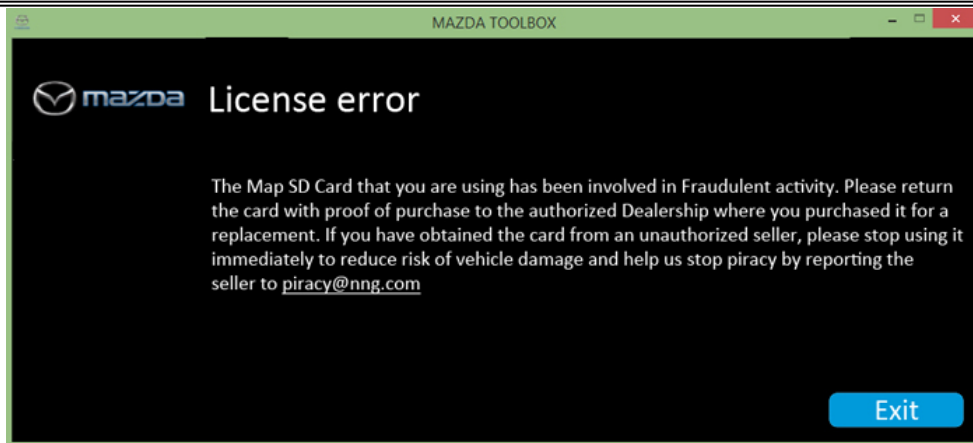 MAZDA TOOLBOX
mazda License error
The Map SD Card that you are using has been involved in Fraudulent activity. Please return
the card with proof of purchase to the authorized Dealership where you purchased it for a
replacement. If you have obtained the card from an unauthorized seller, please stop using it
immediately to reduce risk of vehicle damage and help us stop piracy by reporting the
seller to piracy@nng.com
Exit